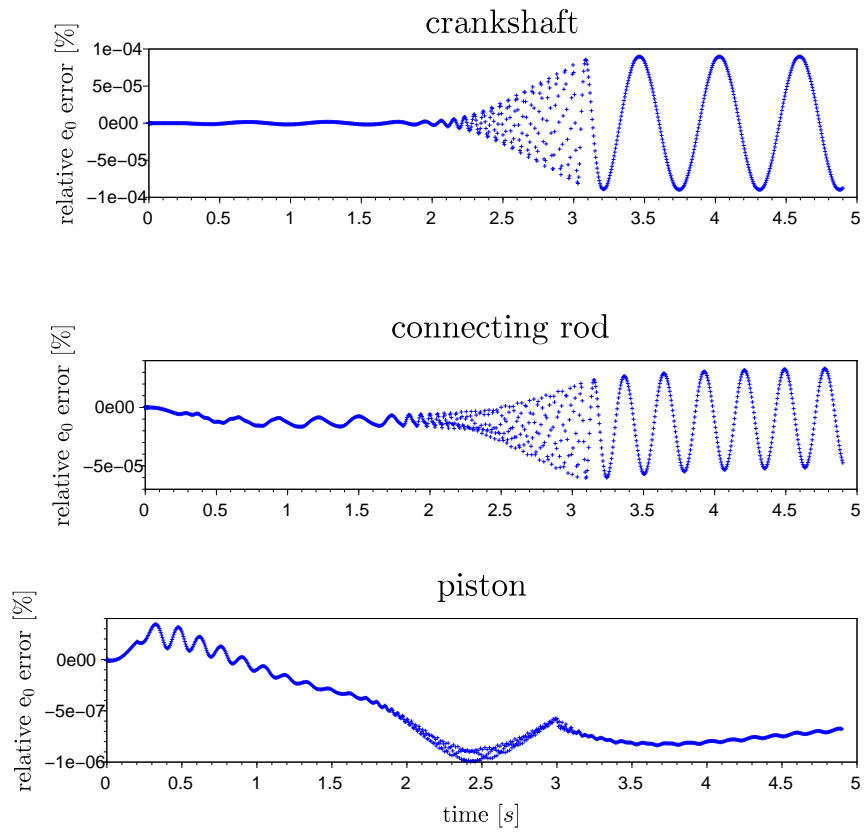 crankshaft
relative e₀ error [%]
1e−04
5e−05
0e00
−5e−05
−1e−04
0 0.5 1 1.5 2 2.5 3 3.5 4 4.5 5
connecting rod
relative e₀ error [%]
0e00
−5e−05
0 0.5 1 1.5 2 2.5 3 3.5 4 4.5 5
piston
relative e₀ error [%]
0e00
−5e−07
−1e−06
0 0.5 1 1.5 2 2.5 3 3.5 4 4.5 5
time [s]